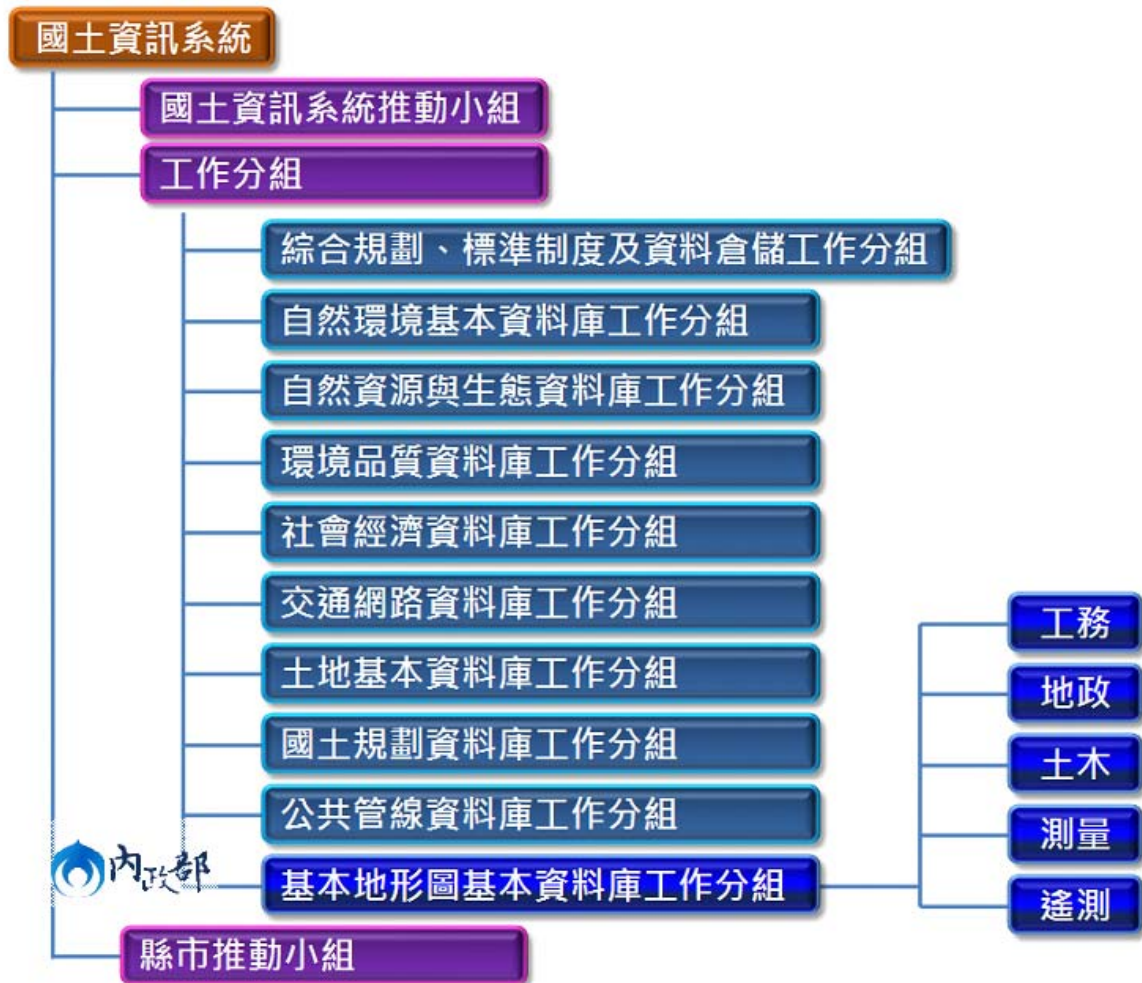 國土資訊系統
國土資訊系統推動小組
工作分組
綜合規劃、標準制度及資料倉儲工作分組
自然環境基本資料庫工作分組
自然資源與生態資料庫工作分組
環境品質資料庫工作分組
社會經濟資料庫工作分組
交通網路資料庫工作分組
土地基本資料庫工作分組
國土規劃資料庫工作分組
公共管線資料庫工作分組
內政部
基本地形圖基本資料庫工作分組
工務
地政
土木
測量
遙測
縣市推動小組